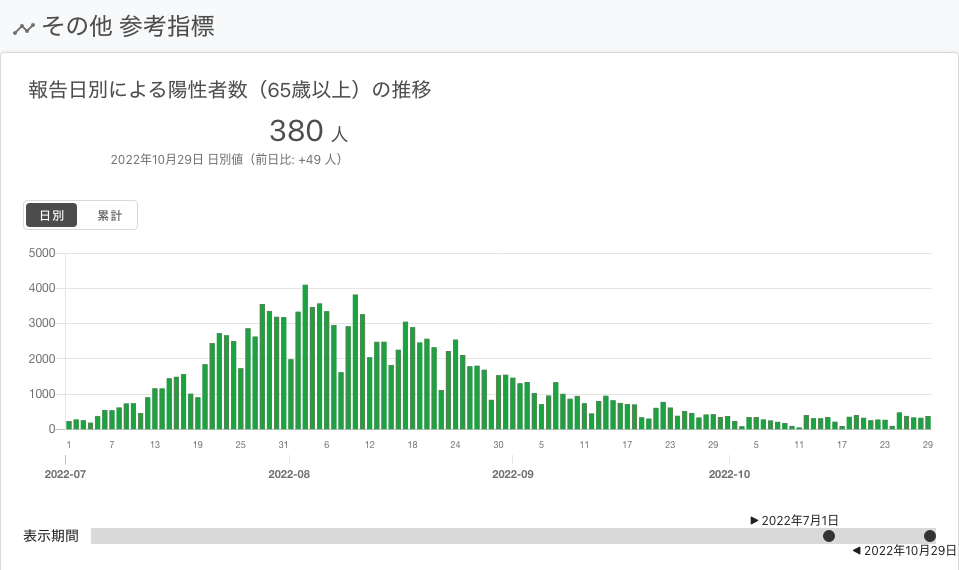 その他 参考指標
報告日別による陽性者数（65歳以上）の推移
380 人
2022年10月29日 日別値（前日比: +49 人）
日別 累計
5000
4000
3000
2000
1000
0
1 7 13 19 25 31 6 12 18 24 30 5 11 17 23 29 5 11 17 23 29
2022-07 2022-08 2022-09 2022-10
▶ 2022年7月1日
表示期間
◀ 2022年10月29日